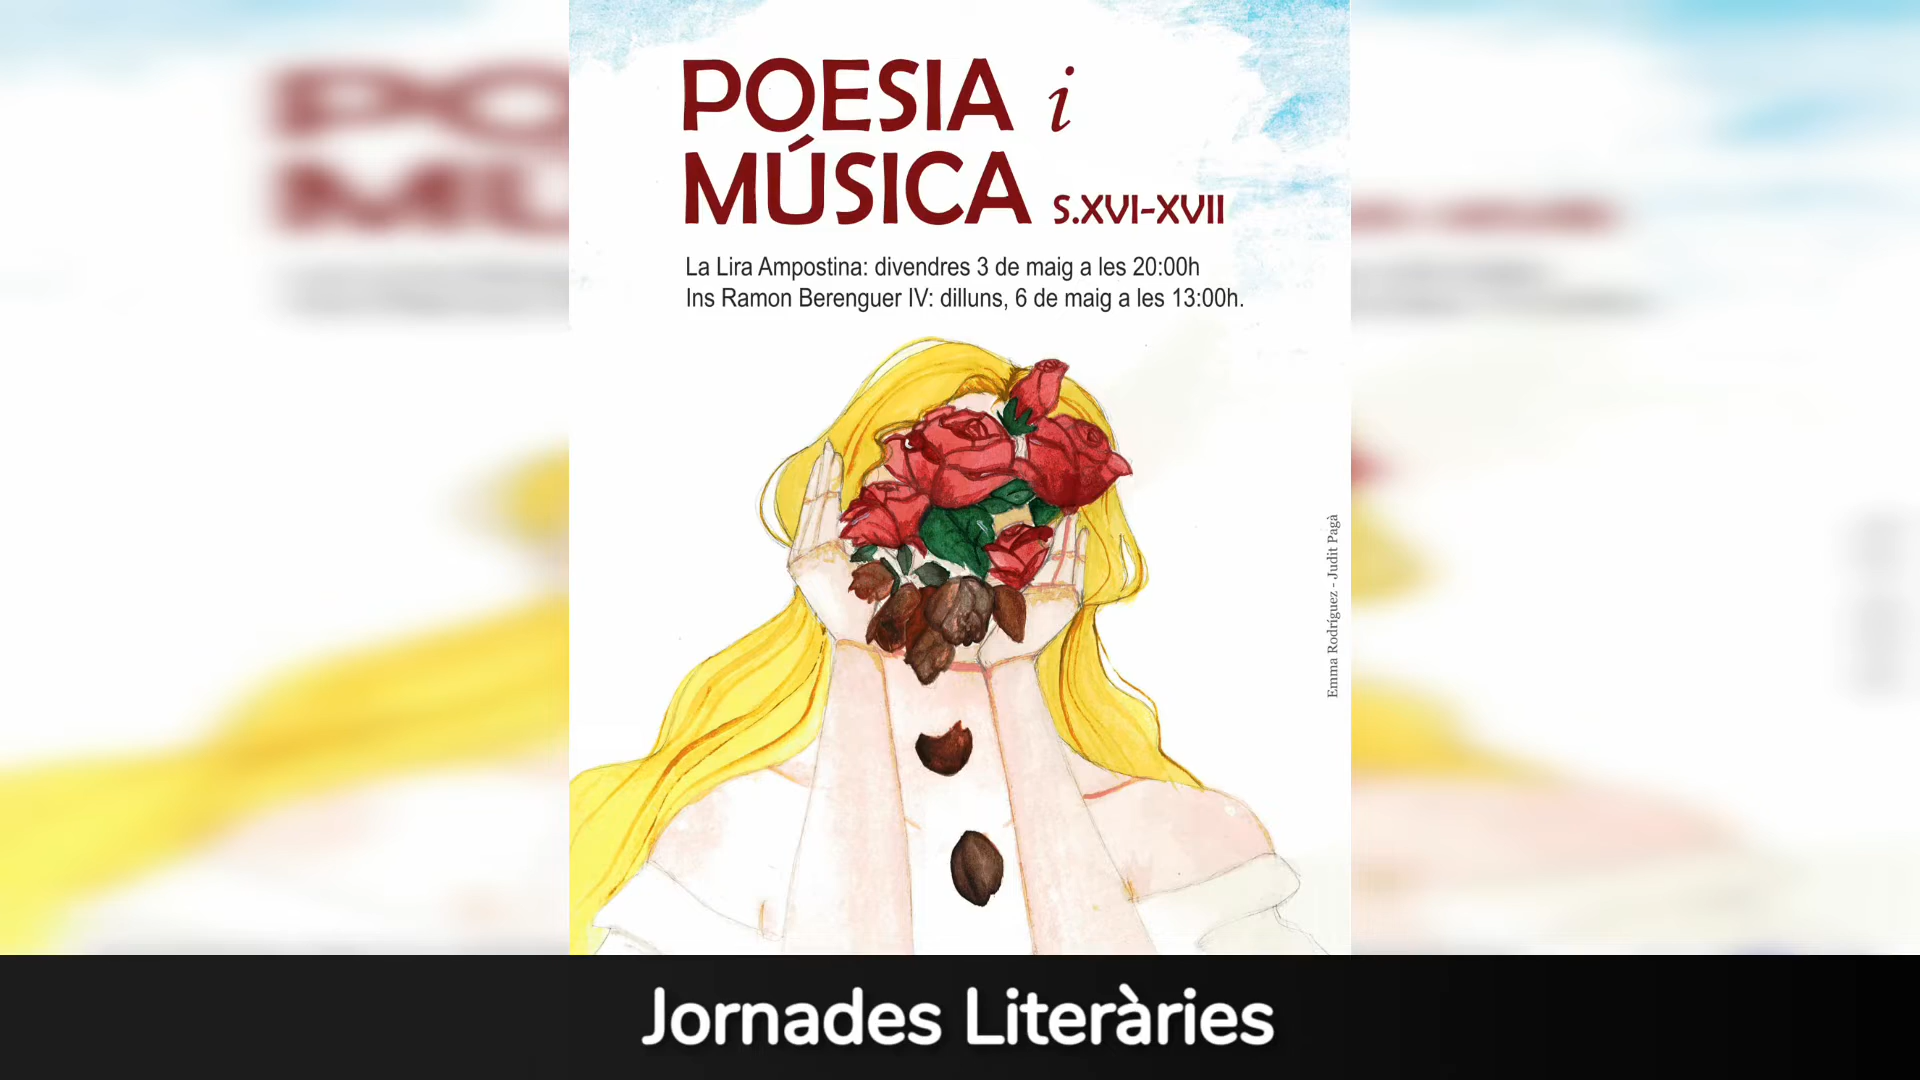 POESIA i
MÚSICA S.XVI-XVII
La Lira Ampostina: divendres 3 de maig a les 20:00h
Ins Ramon Berenguer IV: dilluns, 6 de maig a les 13:00h.
Emma Rodríguez - Judit Pagà
Jornades Literàries